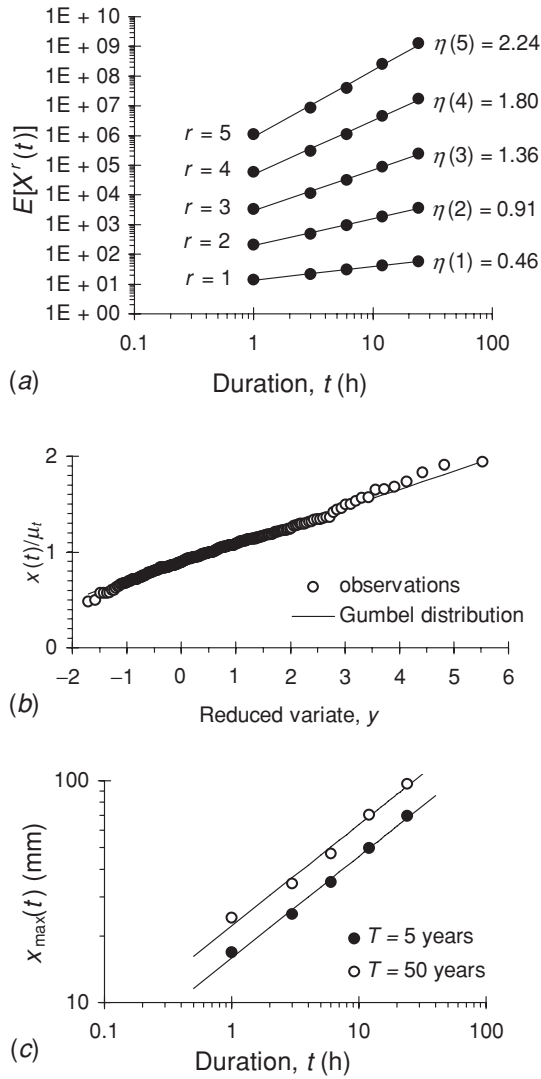 1E + 10
1E + 09
1E + 08
1E + 07
1E + 06
1E + 05
1E + 04
1E + 03
1E + 02
1E + 01
1E + 00
E[X^r(t)]
r = 5
r = 4
r = 3
r = 2
r = 1
η(5) = 2.24
η(4) = 1.80
η(3) = 1.36
η(2) = 0.91
η(1) = 0.46
0.1 1 10 100
(a)
Duration, t (h)
2
1
0
x(t)/μ_t
observations
Gumbel distribution
−2 −1 0 1 2 3 4 5 6
(b)
Reduced variate, y
100
10
x_max(t) (mm)
T = 5 years
T = 50 years
0.1 1 10 100
(c)
Duration, t (h)